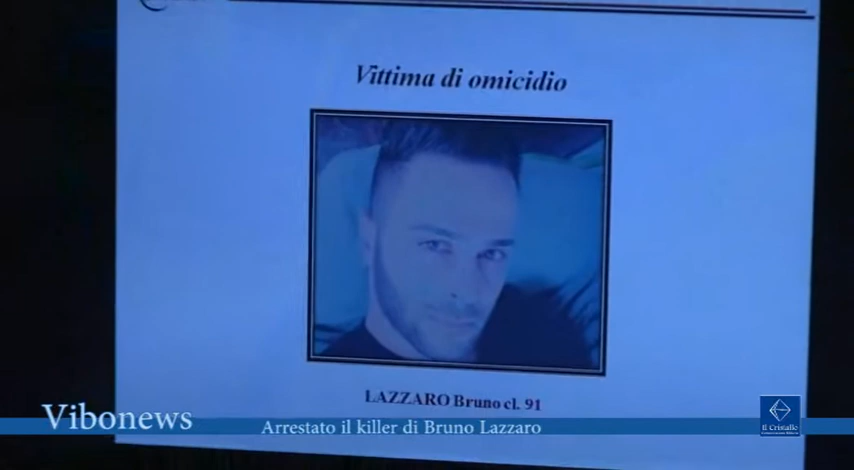 Vittima di omicidio
LAZZARO Bruno cl. 91
Vibonews
Arrestato il killer di Bruno Lazzaro
Il Cristallo